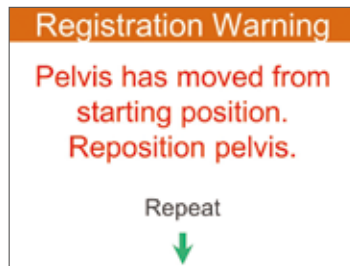 Registration Warning
Pelvis has moved from
starting position.
Reposition pelvis.
Repeat